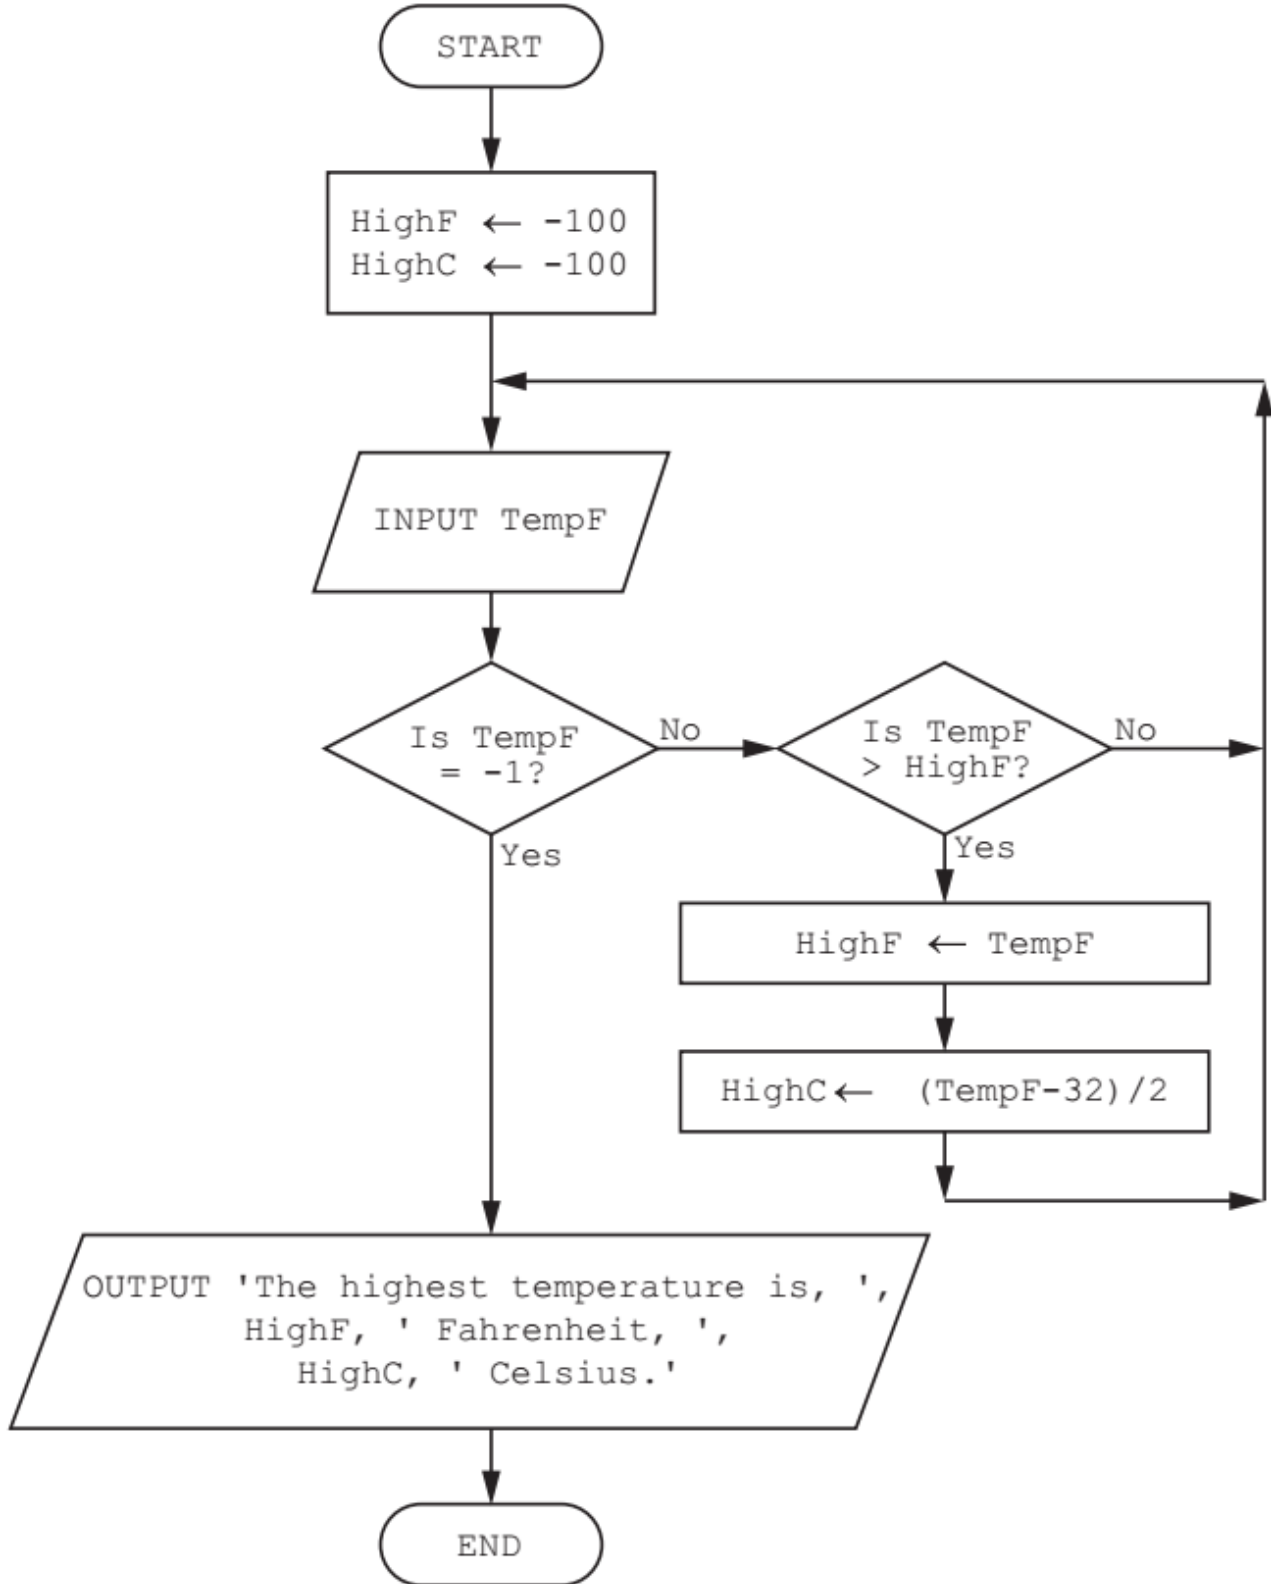 START
HighF ← -100
HighC ← -100
INPUT TempF
Is TempF
= -1?
No
Is TempF
> HighF?
No
Yes
Yes
HighF ← TempF
HighC← (TempF-32)/2
OUTPUT 'The highest temperature is, ',
HighF, ' Fahrenheit, ',
HighC, ' Celsius.'
END